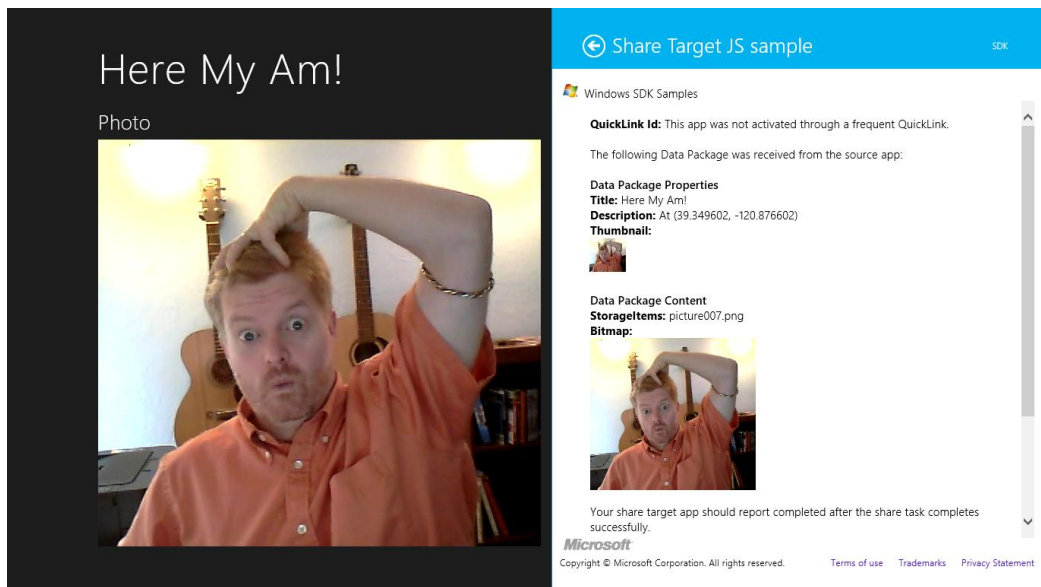 Here My Am!
Photo
Share Target JS sample
SDK
Windows SDK Samples
QuickLink Id: This app was not activated through a frequent QuickLink.
The following Data Package was received from the source app:
Data Package Properties
Title: Here My Am!
Description: At (39.349602, -120.876602)
Thumbnail:
Data Package Content
StorageItems: picture007.png
Bitmap:
Your share target app should report completed after the share task completes
successfully.
Microsoft
Copyright © Microsoft Corporation. All rights reserved.
Terms of use Trademarks Privacy Statement